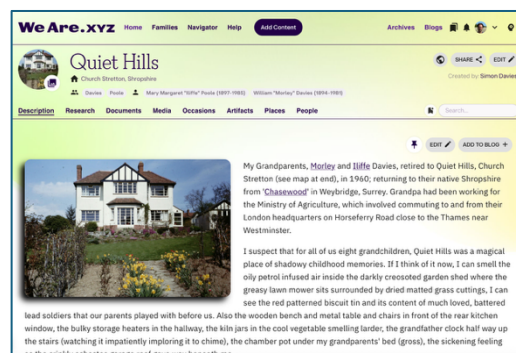 We Are.xyz Home Families Navigator Help Add Content Archives Blogs
Quiet Hills
SHARE EDIT
Church Stretton, Shropshire
Created by: Simon Davies
Davies Poole Mary Margaret "Iliffe" Poole (1897-1985) William "Morley" Davies (1894-1981)
Description Research Documents Media Occasions Artifacts Places People Search...
EDIT ADD TO BLOG +
My Grandparents, Morley and Iliffe Davies, retired to Quiet Hills, Church
Stretton (see map at end), in 1960; returning to their native Shropshire
from 'Chasewood' in Weybridge, Surrey. Grandpa had been working for
the Ministry of Agriculture, which involved commuting to and from their
London headquarters on Horseferry Road close to the Thames near
Westminster.
I suspect that for all of us eight grandchildren, Quiet Hills was a magical
place of shadowy childhood memories. If I think of it now, I can smell the
oily petrol infused air inside the darkly creosoted garden shed where the
greasy lawn mower sits surrounded by dried matted grass cuttings, I can
see the red patterned biscuit tin and its content of much loved, battered
lead soldiers that our parents played with before us. Also the wooden bench and metal table and chairs in front of the rear kitchen
window, the bulky storage heaters in the hallway, the kiln jars in the cool vegetable smelling larder, the grandfather clock half way up
the stairs (watching it impatiently imploring it to chime), the chamber pot under my grandparents' bed (gross), the sickening feeling